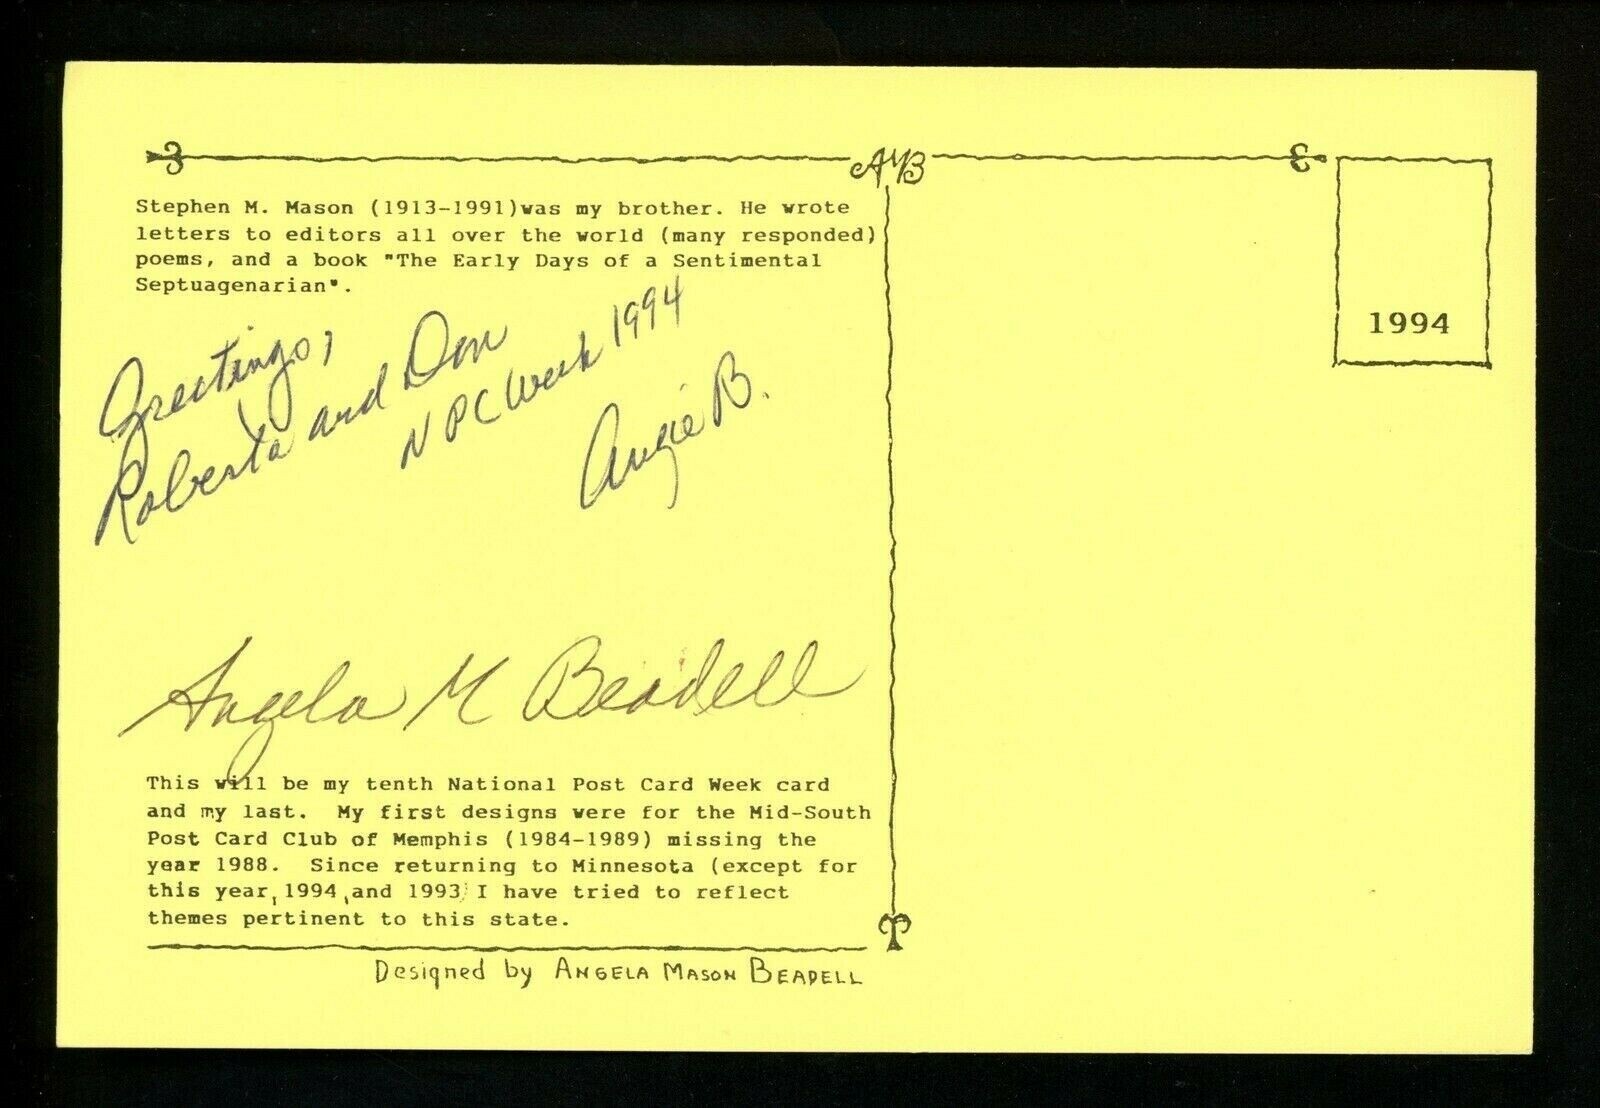 AMB
Stephen M. Mason (1913-1991)was my brother. He wrote
letters to editors all over the world (many responded)
poems, and a book "The Early Days of a Sentimental
Septuagenarian".
1994
Greetings,
Roberta and Don
NPC Week 1994
Angie B.
Angela M Beadell
This will be my tenth National Post Card Week card
and my last. My first designs were for the Mid-South
Post Card Club of Memphis (1984-1989) missing the
year 1988. Since returning to Minnesota (except for
this year, 1994, and 1993) I have tried to reflect
themes pertinent to this state.
Designed by ANGELA MASON BEADELL